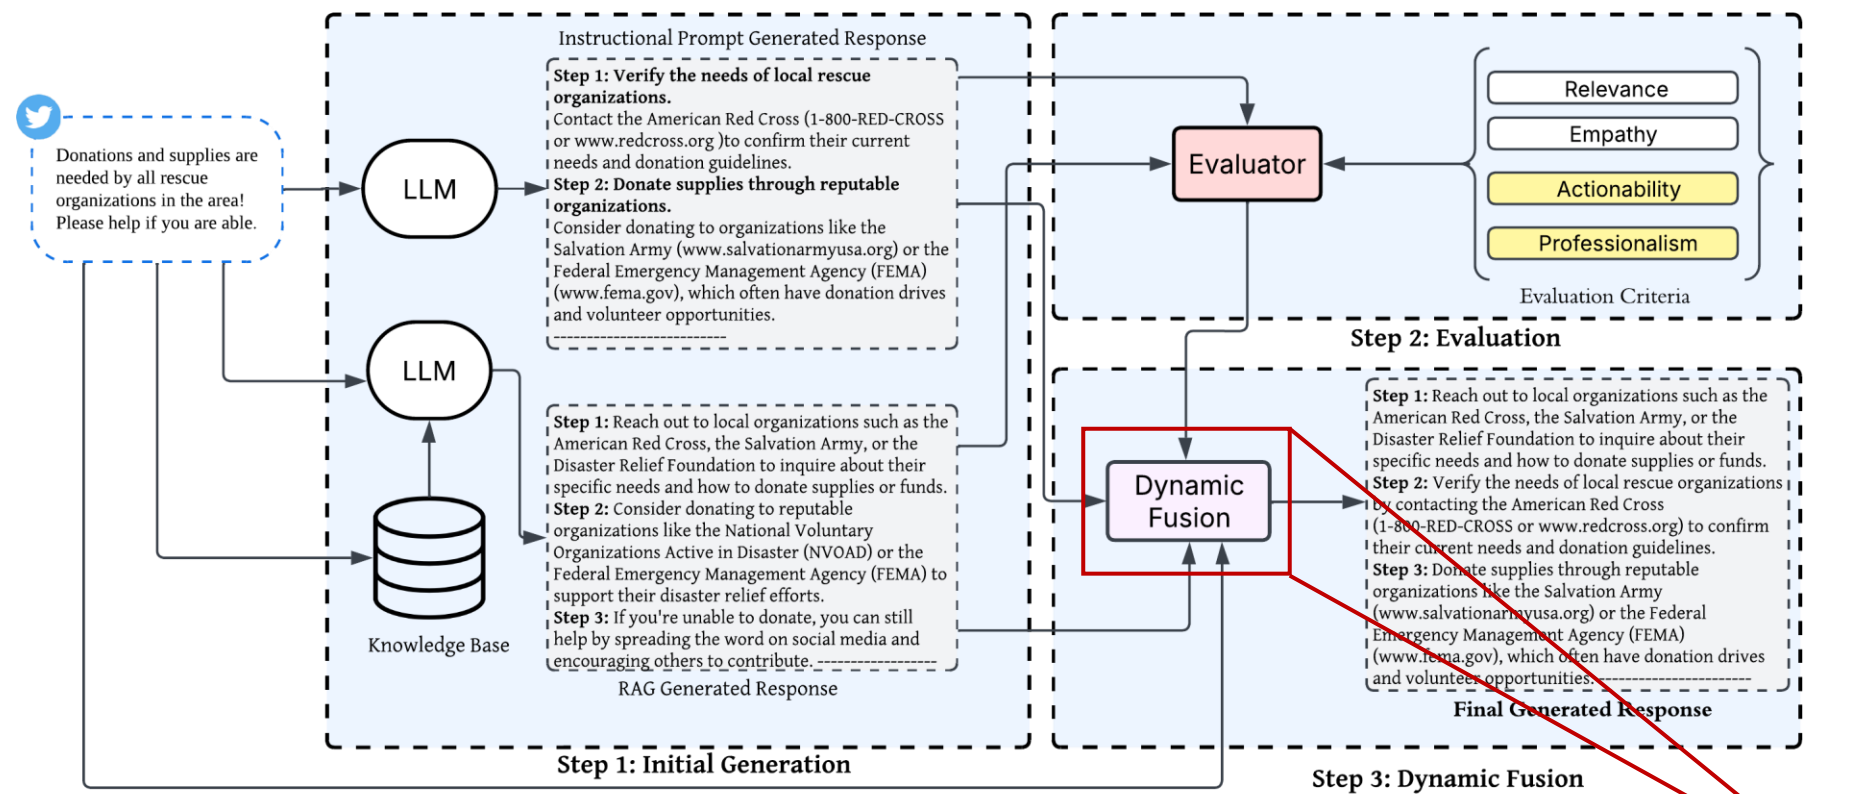 Donations and supplies are
needed by all rescue
organizations in the area!
Please help if you are able.
LLM
LLM
Knowledge Base
Instructional Prompt Generated Response
Step 1: Verify the needs of local rescue
organizations.
Contact the American Red Cross (1-800-RED-CROSS
or www.redcross.org )to confirm their current
needs and donation guidelines.
Step 2: Donate supplies through reputable
organizations.
Consider donating to organizations like the
Salvation Army (www.salvationarmyusa.org) or the
Federal Emergency Management Agency (FEMA)
(www.fema.gov), which often have donation drives
and volunteer opportunities.
--------------------------
Step 1: Reach out to local organizations such as the
American Red Cross, the Salvation Army, or the
Disaster Relief Foundation to inquire about their
specific needs and how to donate supplies or funds.
Step 2: Consider donating to reputable
organizations like the National Voluntary
Organizations Active in Disaster (NVOAD) or the
Federal Emergency Management Agency (FEMA) to
support their disaster relief efforts.
Step 3: If you're unable to donate, you can still
help by spreading the word on social media and
encouraging others to contribute. ------------------
RAG Generated Response
Step 1: Initial Generation
Evaluator
Relevance
Empathy
Actionability
Professionalism
Evaluation Criteria
Step 2: Evaluation
Dynamic
Fusion
Step 1: Reach out to local organizations such as the
American Red Cross, the Salvation Army, or the
Disaster Relief Foundation to inquire about their
specific needs and how to donate supplies or funds.
Step 2: Verify the needs of local rescue organizations
by contacting the American Red Cross
(1-800-RED-CROSS or www.redcross.org) to confirm
their current needs and donation guidelines.
Step 3: Donate supplies through reputable
organizations like the Salvation Army
(www.salvationarmyusa.org) or the Federal
Emergency Management Agency (FEMA)
(www.fema.gov), which often have donation drives
and volunteer opportunities. -----------------------
Final Generated Response
Step 3: Dynamic Fusion